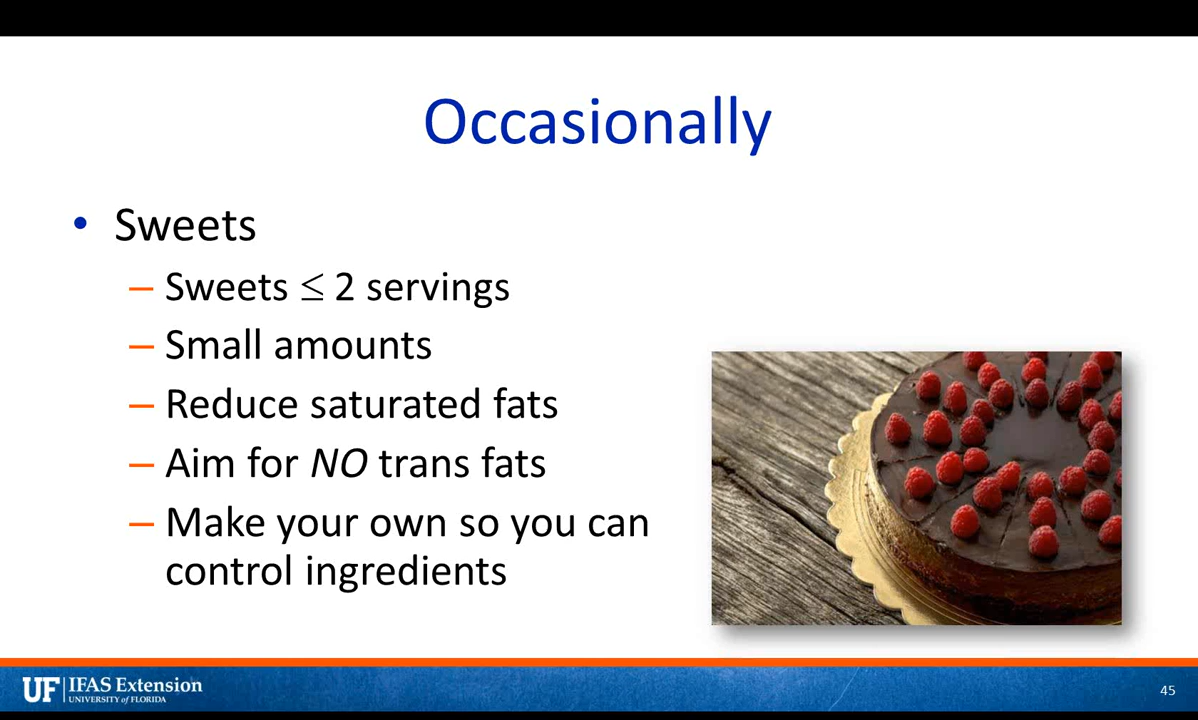 Occasionally
• Sweets
– Sweets ≤ 2 servings
– Small amounts
– Reduce saturated fats
– Aim for NO trans fats
– Make your own so you can
control ingredients
UF IFAS Extension
UNIVERSITY of FLORIDA
45